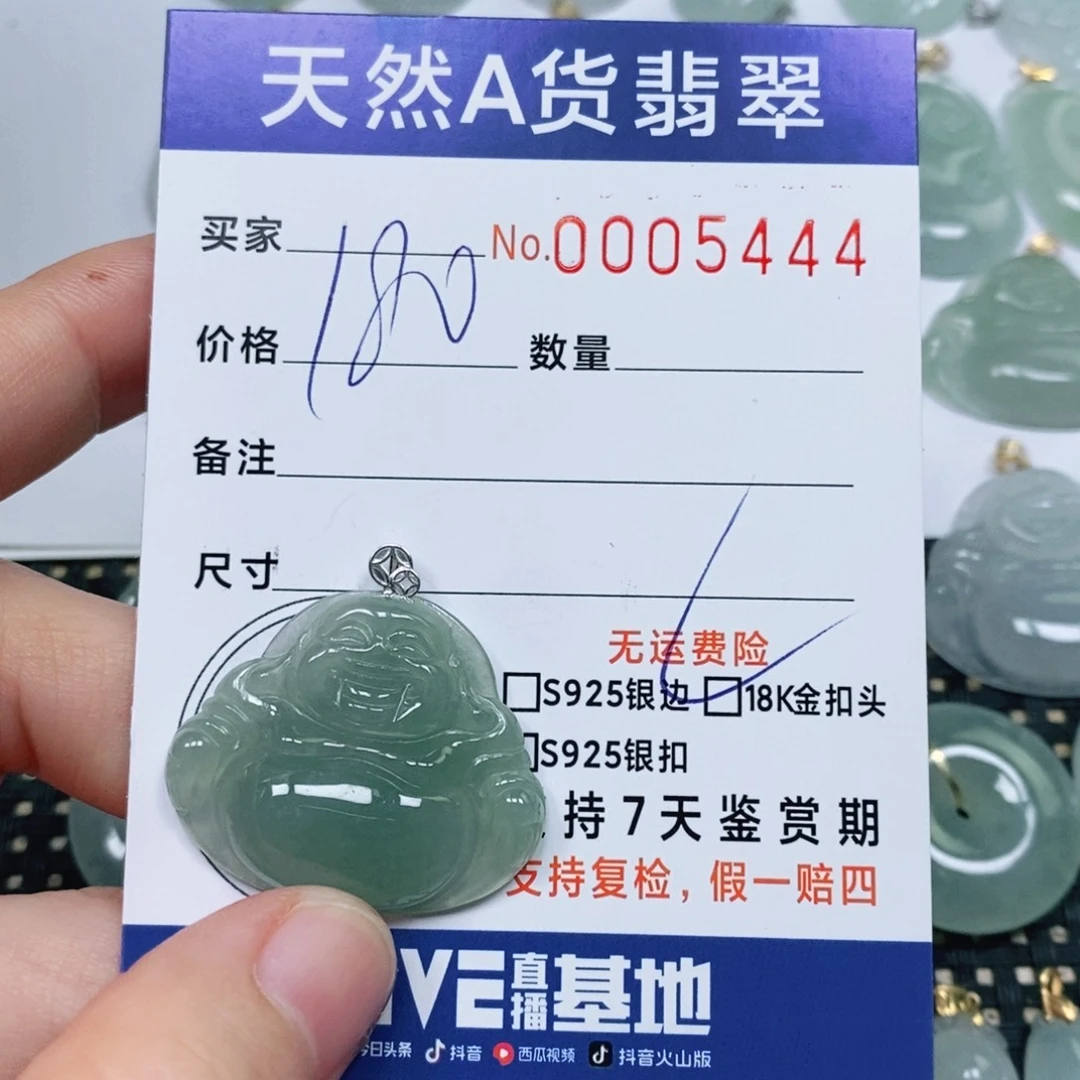 天然A货翡翠
买家 No.0005444
价格 180 数量
备注
尺寸
无运费险
S925银边 18K金扣头
S925银扣
持7天鉴赏期
支持复检,假一赔四
VE直播基地
今日头条 抖音 西瓜视频 抖音火山版